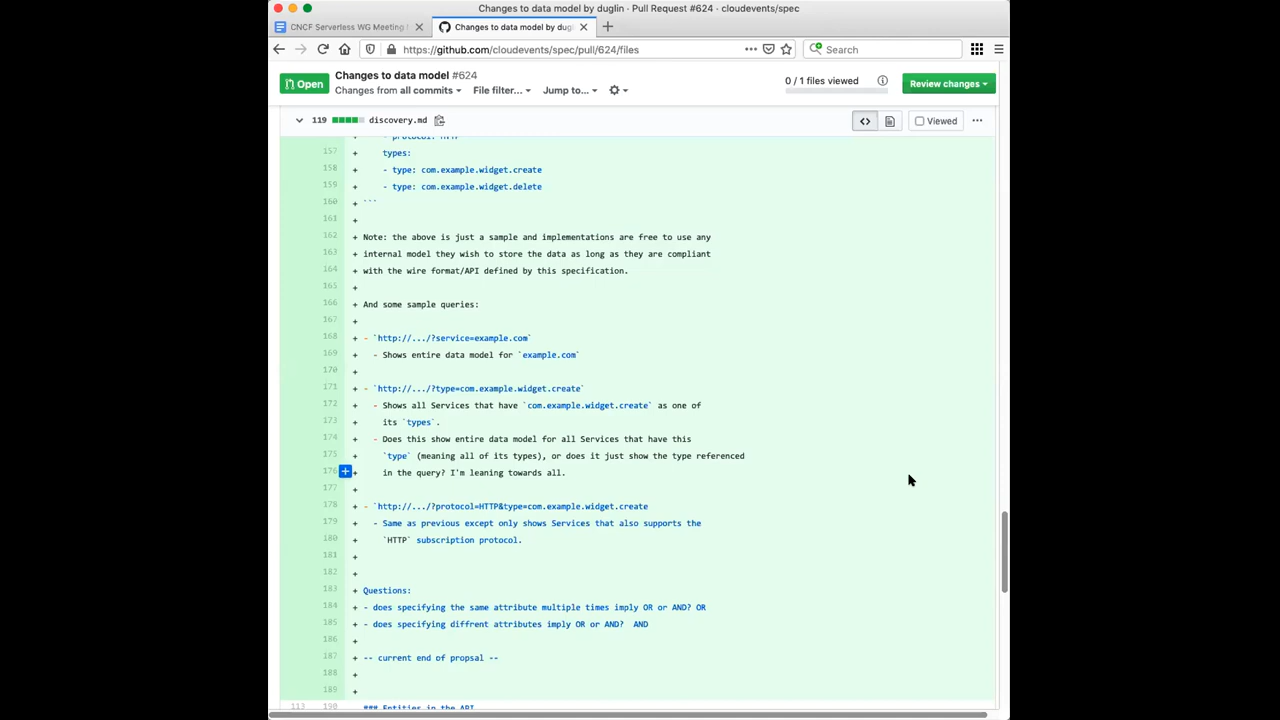 Changes to data model by duglin · Pull Request #624 · cloudevents/spec
CNCF Serverless WG Meeting
Changes to data model by dugli
https://github.com/cloudevents/spec/pull/624/files
Search
Open
Changes to data model #624
Changes from all commits
File filter...
Jump to...
0 / 1 files viewed
Review changes
119 discovery.md
Viewed
- protocol: HTTP
157 + types:
158 + - type: com.example.widget.create
159 + - type: com.example.widget.delete
160 + ```
161 +
162 + Note: the above is just a sample and implementations are free to use any
163 + internal model they wish to store the data as long as they are compliant
164 + with the wire format/API defined by this specification.
165 +
166 + And some sample queries:
167 +
168 + - `http://.../?service=example.com`
169 + - Shows entire data model for `example.com`
170 +
171 + - `http://.../?type=com.example.widget.create`
172 + - Shows all Services that have `com.example.widget.create` as one of
173 + its `types`.
174 + - Does this show entire data model for all Services that have this
175 + `type` (meaning all of its types), or does it just show the type referenced
176 + in the query? I'm leaning towards all.
177 +
178 + - `http://.../?protocol=HTTP&type=com.example.widget.create
179 + - Same as previous except only shows Services that also supports the
180 + `HTTP` subscription protocol.
181 +
182 +
183 + Questions:
184 + - does specifying the same attribute multiple times imply OR or AND? OR
185 + - does specifying diffrent attributes imply OR or AND?  AND
186 +
187 + -- current end of propsal --
188 +
189 +
113 190 ### Entities in the API